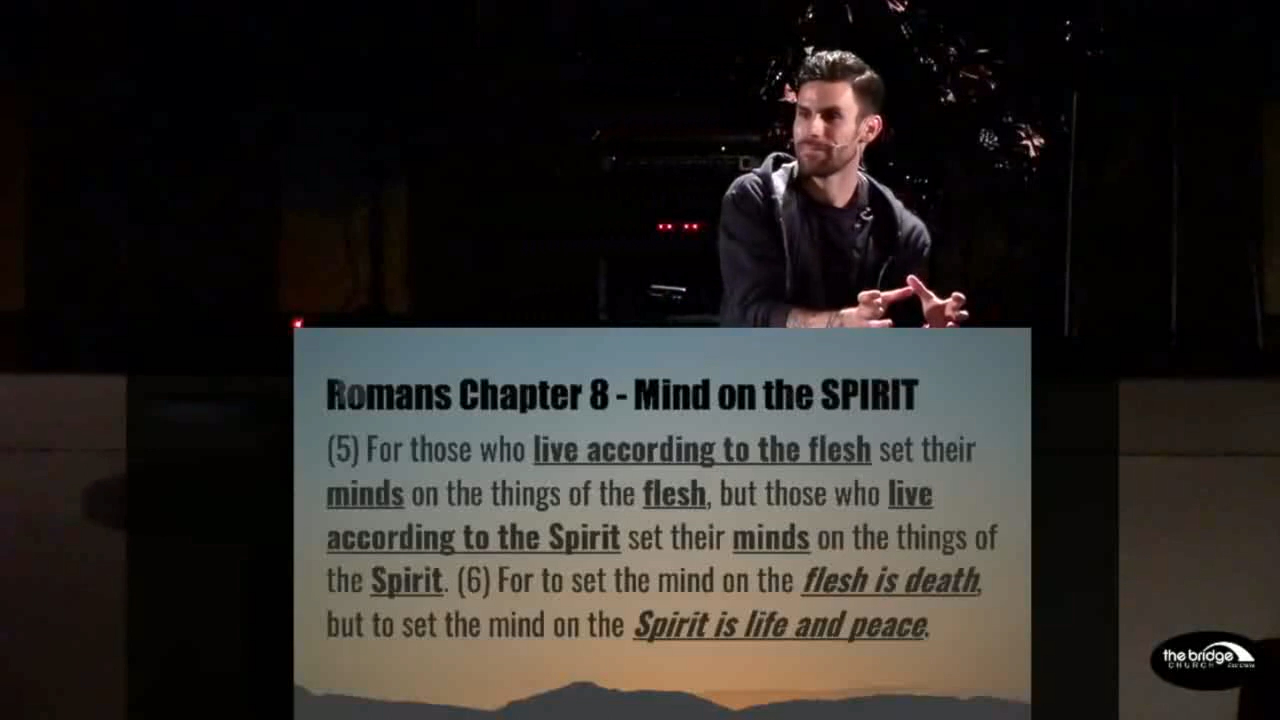 Romans Chapter 8 - Mind on the SPIRIT
(5) For those who live according to the flesh set their
minds on the things of the flesh, but those who live
according to the Spirit set their minds on the things of
the Spirit. (6) For to set the mind on the flesh is death,
but to set the mind on the Spirit is life and peace.
the bridge
CHURCH